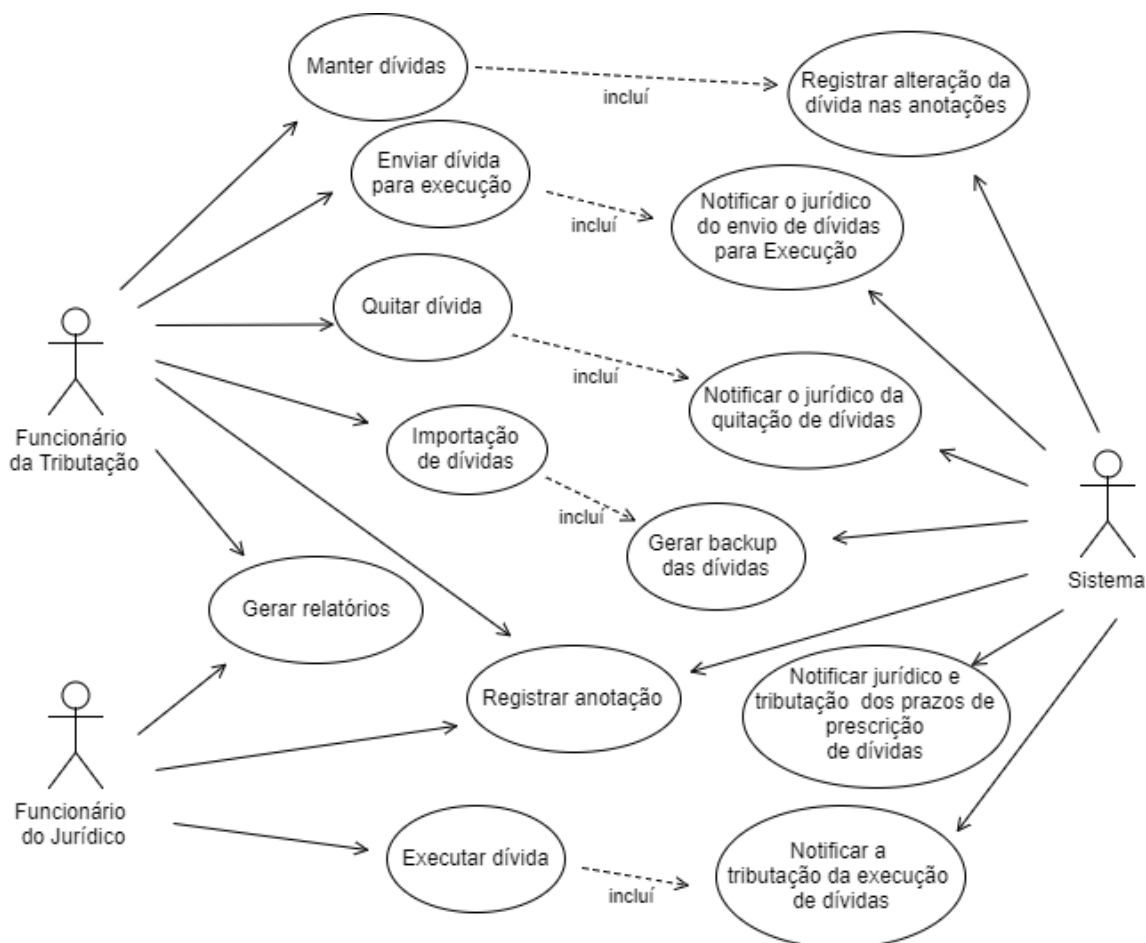 Manter dívidas
incluí
Registrar alteração da
dívida nas anotações
Enviar dívida
para execução
incluí
Notificar o jurídico
do envio de dívidas
para Execução
Quitar dívida
incluí
Notificar o jurídico da
quitação de dívidas
Funcionário
da Tributação
Importação
de dívidas
incluí
Gerar backup
das dívidas
Sistema
Gerar relatórios
Registrar anotação
Notificar jurídico e
tributação dos prazos de
prescrição
de dívidas
Funcionário
do Jurídico
Executar dívida
incluí
Notificar a
tributação da execução
de dívidas